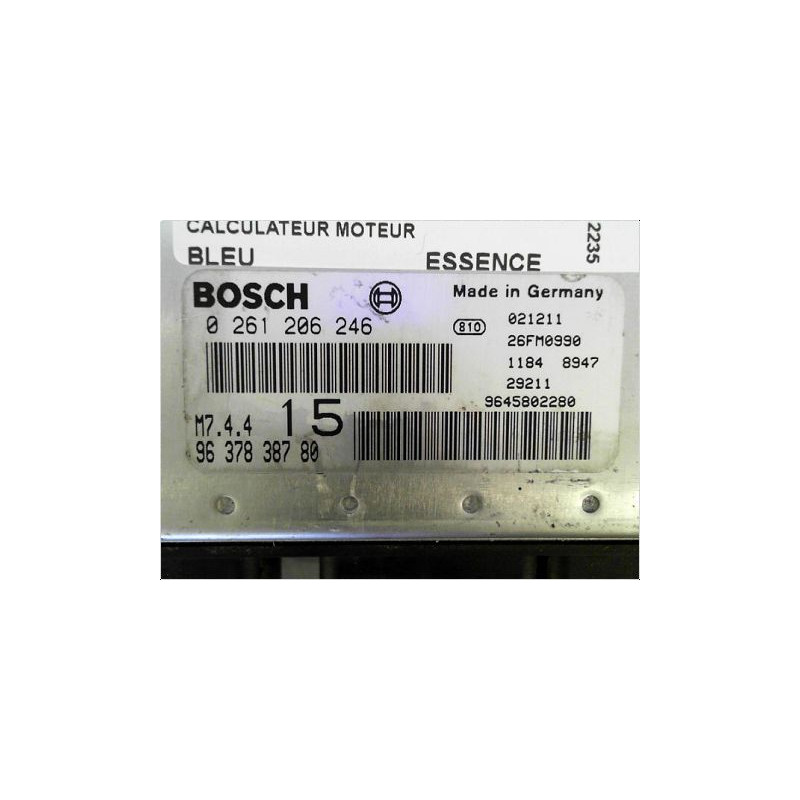 CALCULATEUR MOTEUR
2235
BLEU ESSENCE
BOSCH Made in Germany
0 261 206 246 810 021211
26FM0990
1184 8947
29211
9645802280
M7.4.4 15
96 378 387 80